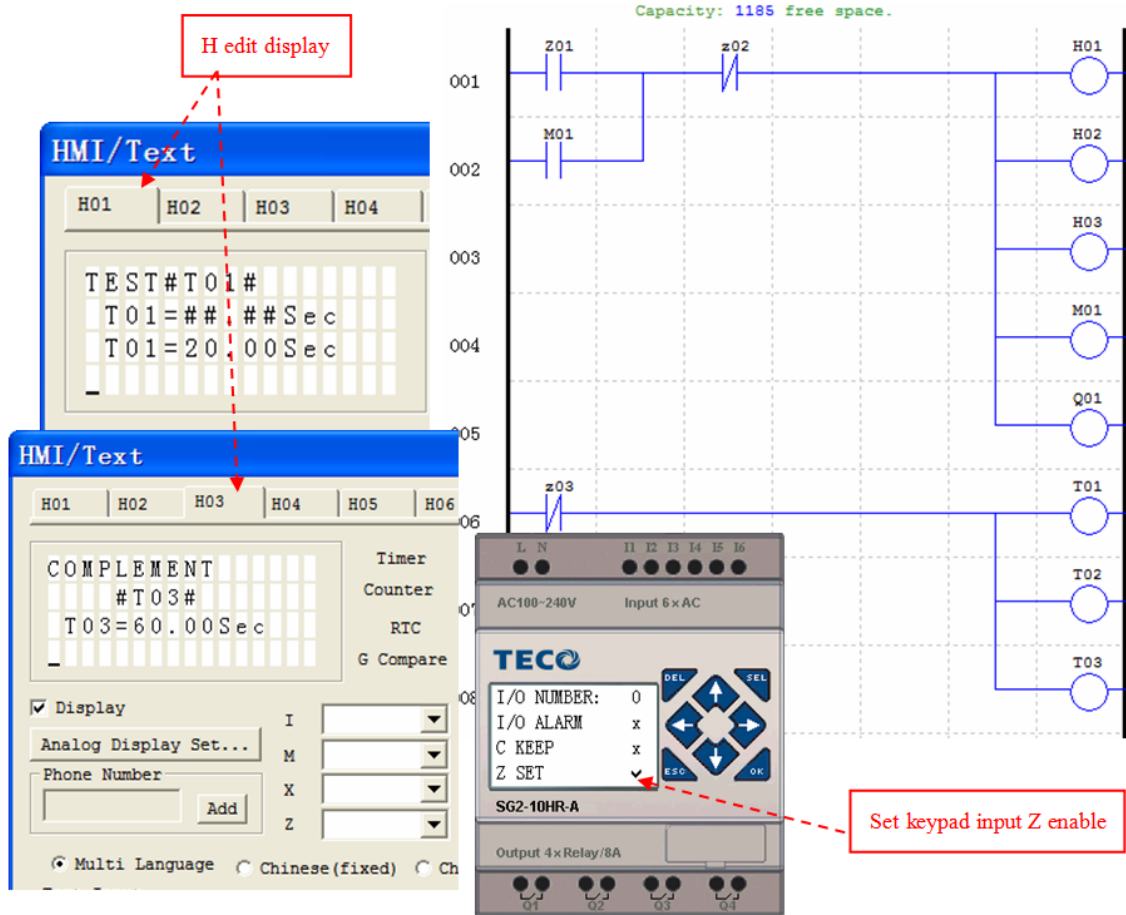 Capacity: 1185 free space.
H edit display
HMI/Text
H01 H02 H03 H04
TEST#T01#
T01=##.##Sec
T01=20.00Sec
HMI/Text
H01 H02 H03 H04 H05 H06
COMPLEMENT
#T03#
T03=60.00Sec
Timer
Counter
RTC
G Compare
Display
Analog Display Set...
Phone Number
Add
I
M
X
Z
Multi Language Chinese(fixed) Ch
001
Z01 z02 H01
002
M01 H02
003
H03
004
M01
005
Q01
006
z03 T01
T02
T03
L N I1 I2 I3 I4 I5 I6
AC100~240V Input 6×AC
TECO
I/O NUMBER: 0
I/O ALARM x
C KEEP x
Z SET ✓
DEL SEL
ESC OK
SG2-10HR-A
Output 4×Relay/8A
Q1 Q2 Q3 Q4
Set keypad input Z enable